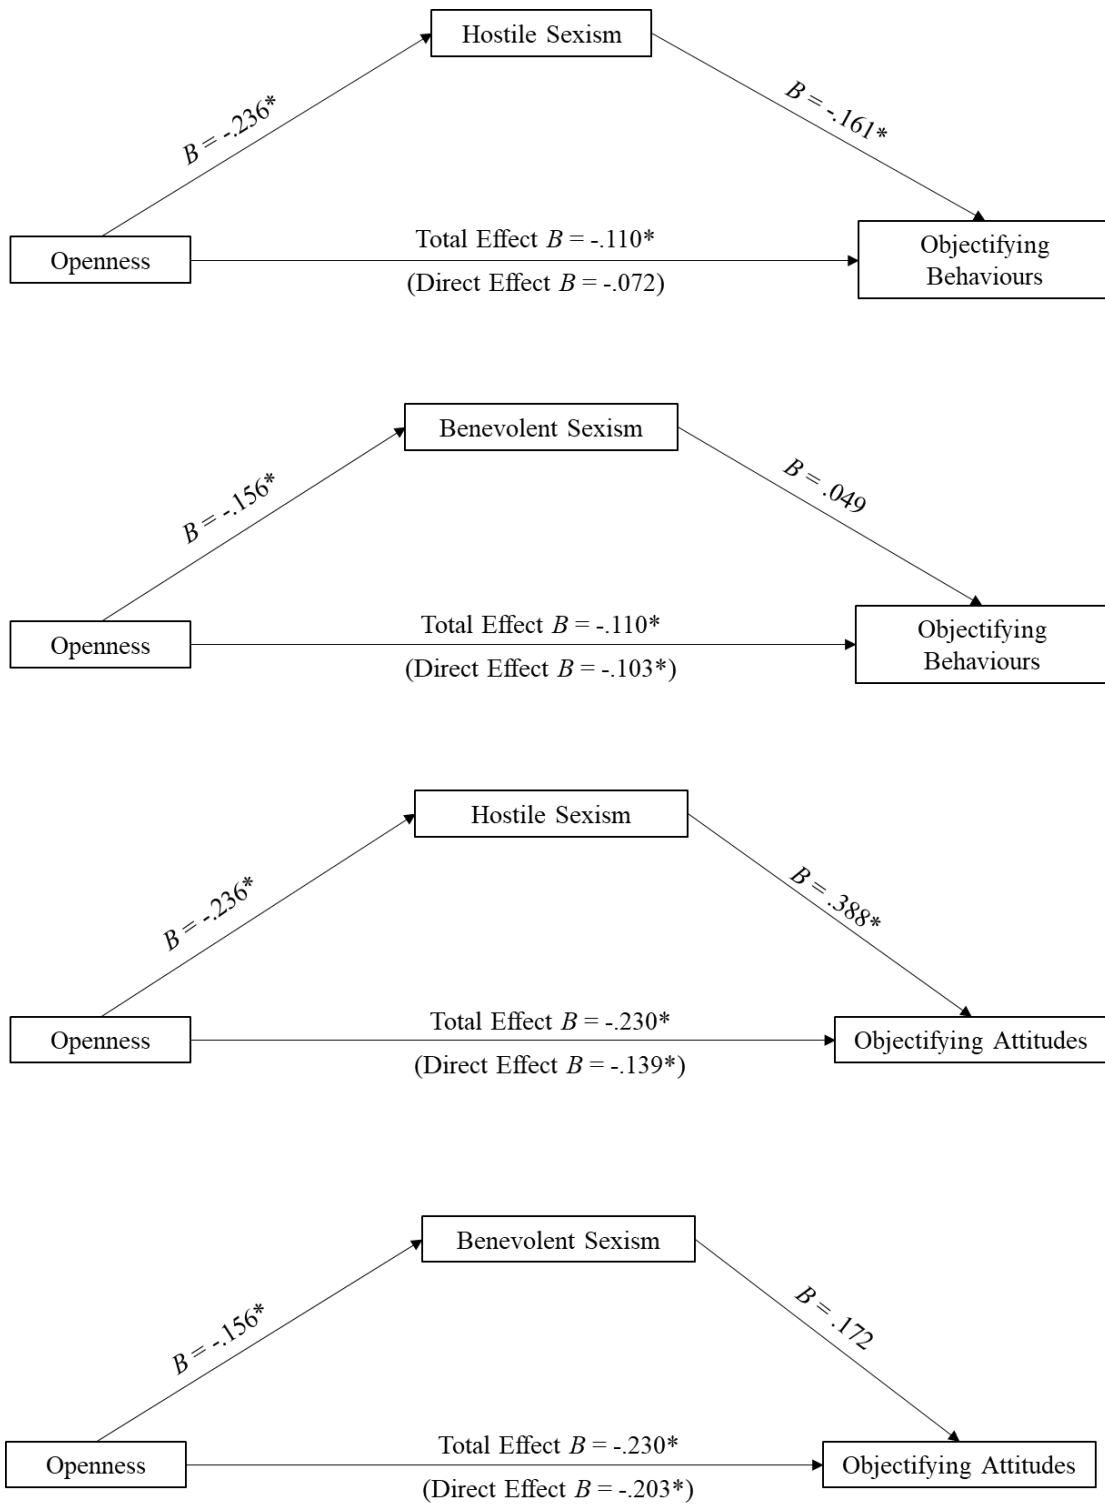 Hostile Sexism
B = -.236*
B = -.161*
Total Effect B = -.110*
Openness
(Direct Effect B = -.072)
Objectifying
Behaviours
Benevolent Sexism
B = -.156*
B = .049
Total Effect B = -.110*
Openness
(Direct Effect B = -.103*)
Objectifying
Behaviours
Hostile Sexism
B = -.236*
B = .388*
Total Effect B = -.230*
Openness
(Direct Effect B = -.139*)
Objectifying Attitudes
Benevolent Sexism
B = -.156*
B = .172
Total Effect B = -.230*
Openness
(Direct Effect B = -.203*)
Objectifying Attitudes